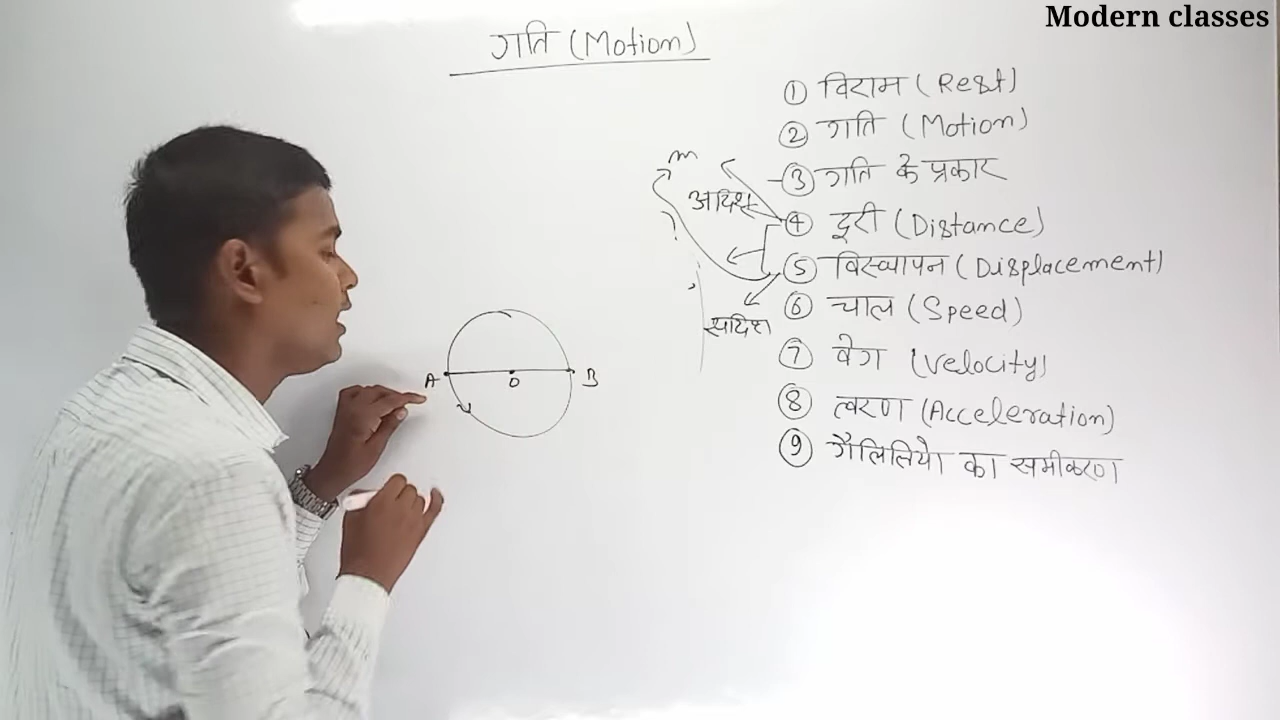 Modern classes
गति (Motion)
① विराम (Rest)
② गति (Motion)
③ गति के प्रकार
④ दूरी (Distance)
⑤ विस्थापन (Displacement)
⑥ चाल (Speed)
⑦ वेग (Velocity)
⑧ त्वरण (Acceleration)
⑨ गैलिलियो का समीकरण
m
अदिश
सदिश
A O B